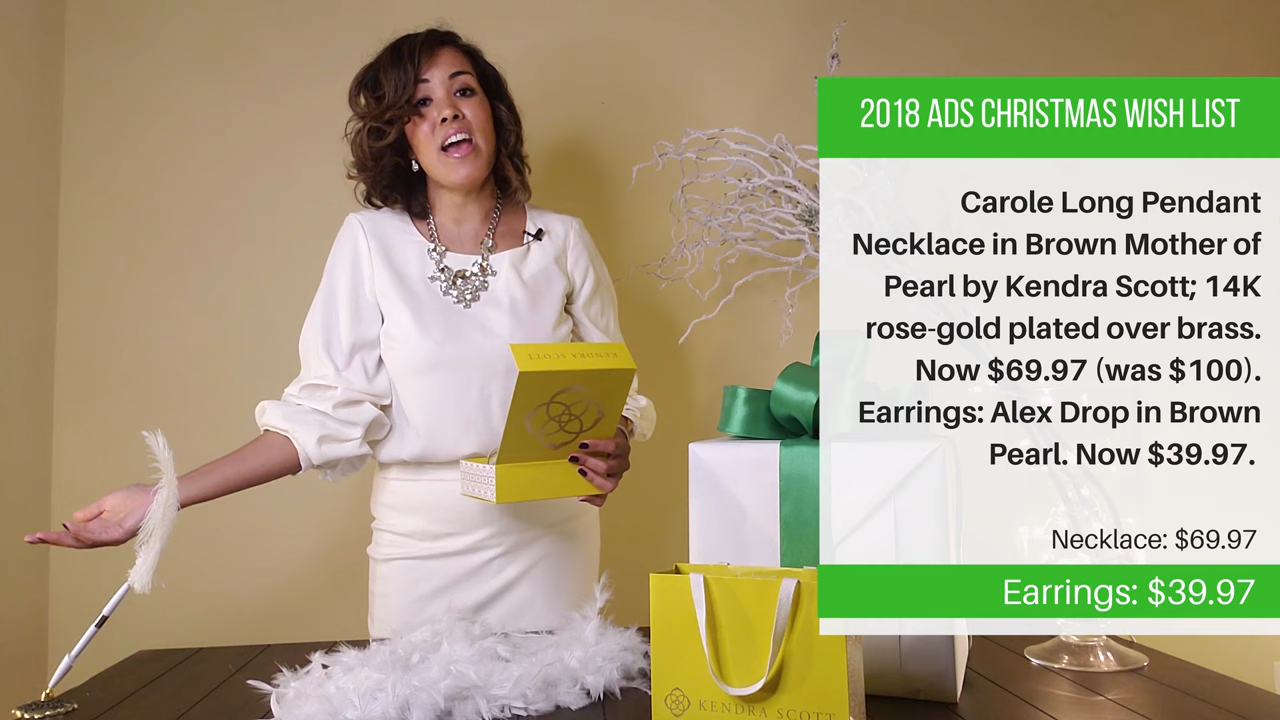 2018 ADS CHRISTMAS WISH LIST
Carole Long Pendant
Necklace in Brown Mother of
Pearl by Kendra Scott; 14K
rose-gold plated over brass.
Now $69.97 (was $100).
Earrings: Alex Drop in Brown
Pearl. Now $39.97.
Necklace: $69.97
Earrings: $39.97
KENDRA SCOTT
KENDRA SCOTT